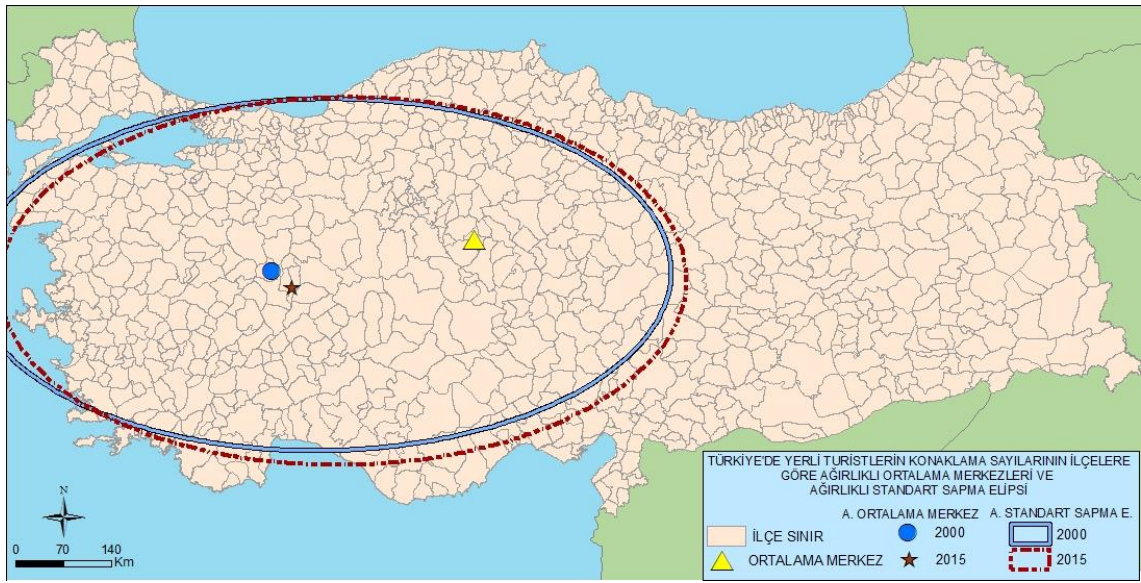 TÜRKİYE'DE YERLİ TURİSTLERİN KONAKLAMA SAYILARININ İLÇELERE
GÖRE AĞIRLIKLI ORTALAMA MERKEZLERİ VE
AĞIRLIKLI STANDART SAPMA ELİPSİ
A. ORTALAMA MERKEZ A. STANDART SAPMA E.
İLÇE SINIR 2000 2000
ORTALAMA MERKEZ 2015 2015
N
0 70 140
Km